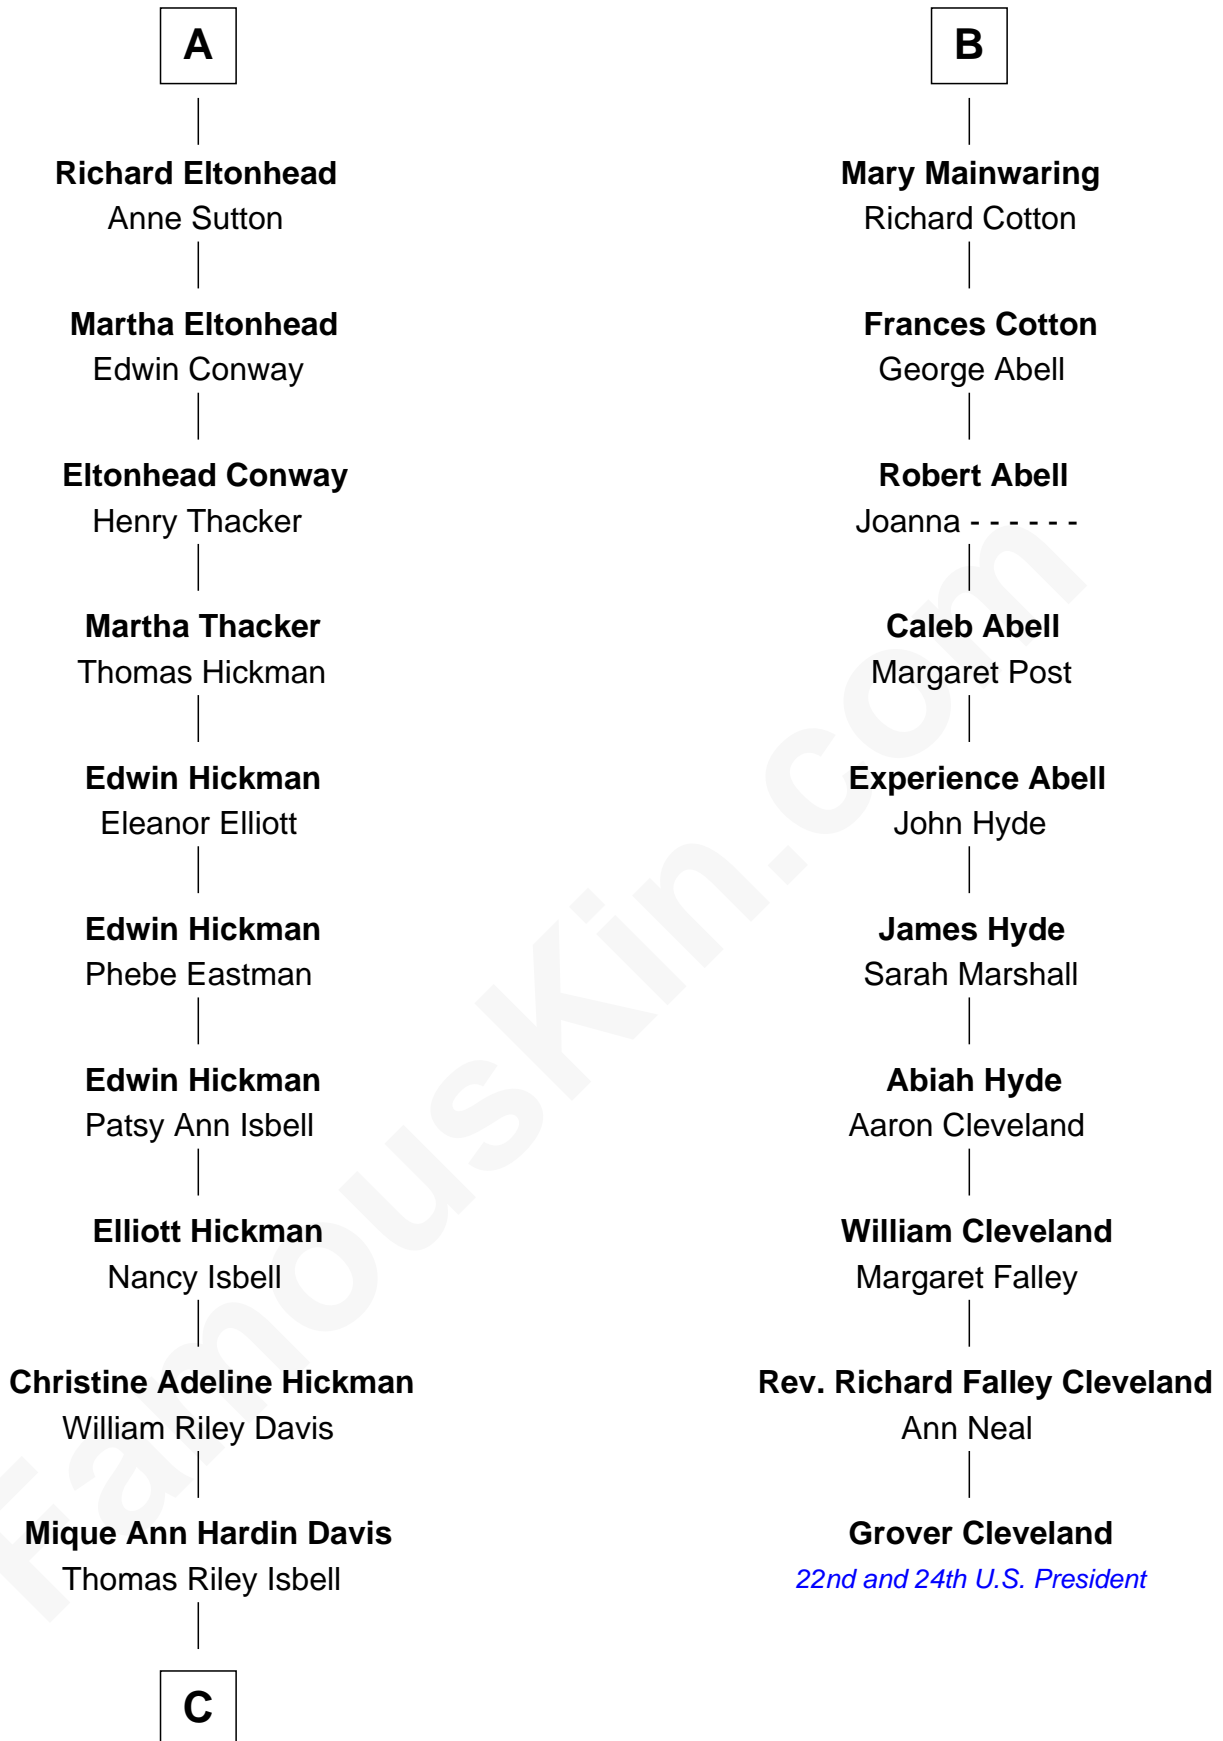 A
Richard Eltonhead
Anne Sutton
Martha Eltonhead
Edwin Conway
Eltonhead Conway
Henry Thacker
Martha Thacker
Thomas Hickman
Edwin Hickman
Eleanor Elliott
Edwin Hickman
Phebe Eastman
Edwin Hickman
Patsy Ann Isbell
Elliott Hickman
Nancy Isbell
Christine Adeline Hickman
William Riley Davis
Mique Ann Hardin Davis
Thomas Riley Isbell
C
B
Mary Mainwaring
Richard Cotton
Frances Cotton
George Abell
Robert Abell
Joanna - - - - - -
Caleb Abell
Margaret Post
Experience Abell
John Hyde
James Hyde
Sarah Marshall
Abiah Hyde
Aaron Cleveland
William Cleveland
Margaret Falley
Rev. Richard Falley Cleveland
Ann Neal
Grover Cleveland
22nd and 24th U.S. President
FamousKin.com